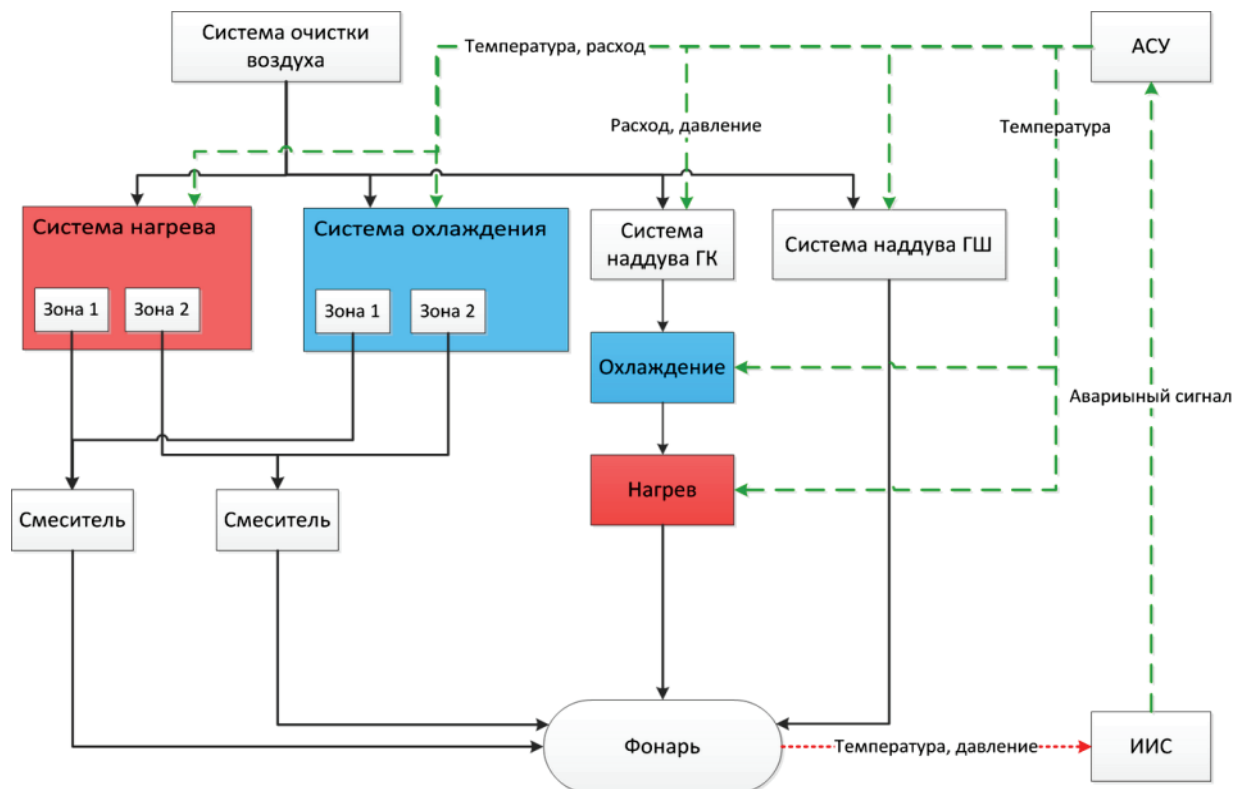 Система очистки
воздуха
Температура, расход
АСУ
Расход, давление
Температура
Система нагрева
Система охлаждения
Система
наддува ГК
Система наддува ГШ
Зона 1
Зона 2
Зона 1
Зона 2
Охлаждение
Авариыный сигнал
Нагрев
Смеситель
Смеситель
Фонарь
Температура, давление
ИИС